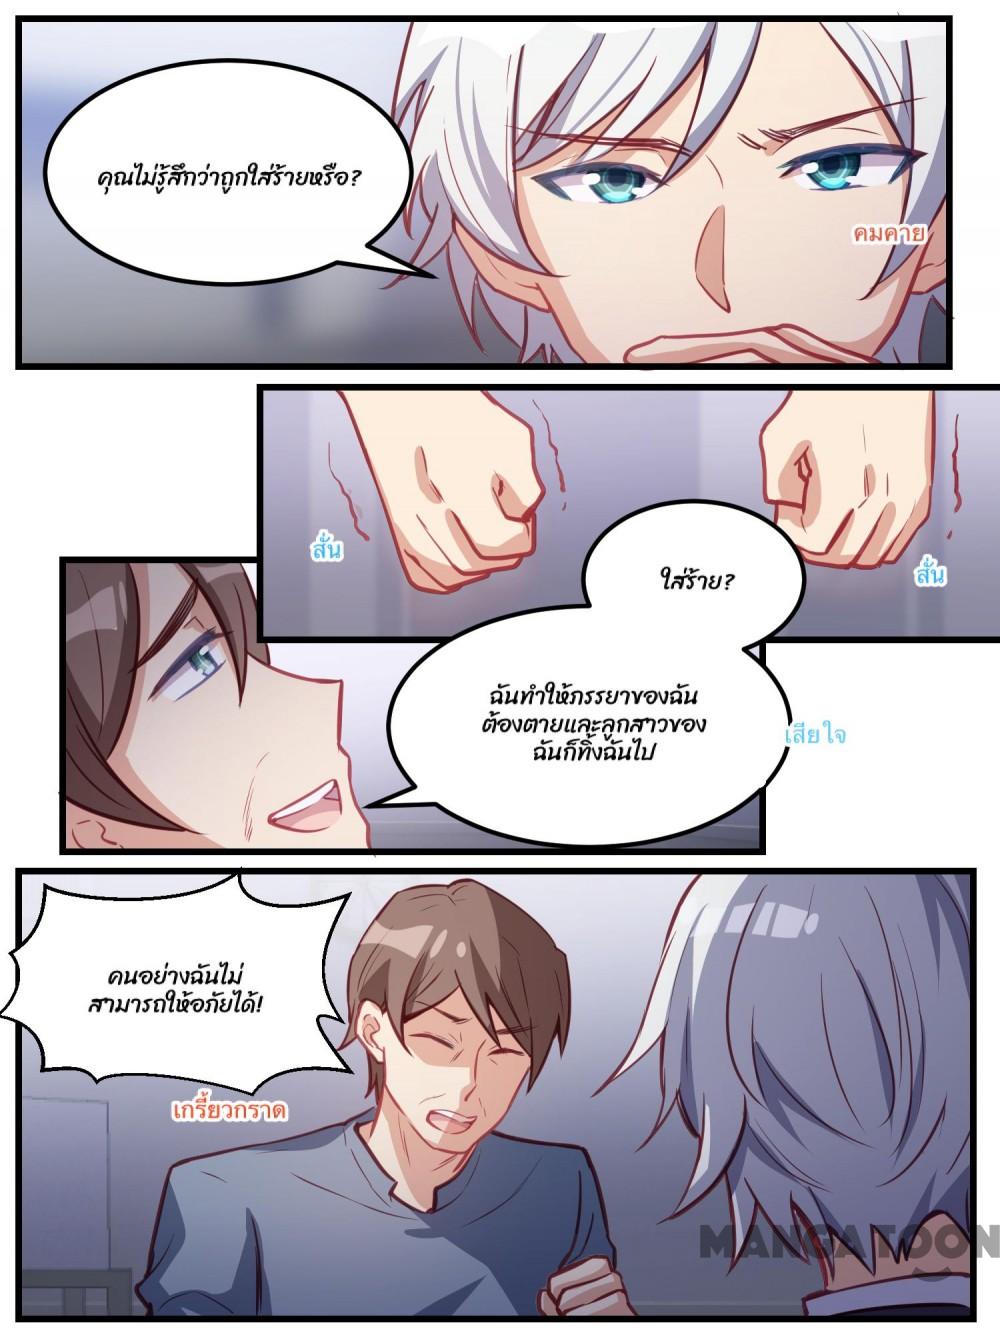 คุณไม่รู้สึกว่าถูกใส่ร้ายหรือ?
คมคาย
สั่น
สั่น
ใส่ร้าย?
ฉันทำให้ภรรยาของฉัน
ต้องตายและลูกสาวของ
ฉันก็ทิ้งฉันไป
เสียใจ
คนอย่างฉันไม่
สามารถให้อภัยได้!
เกรี้ยวกราด
MANGATOON